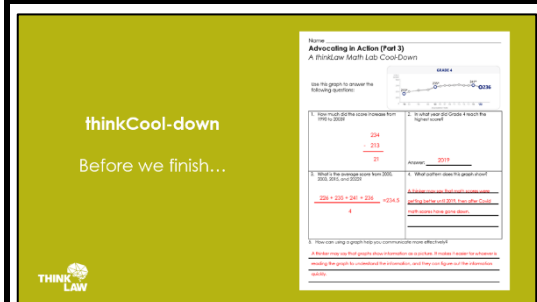 thinkCool-down
Before we finish…
THINK
LAW
Name
Advocating in Action (Part 3)
A thinkLaw Math Lab Cool-Down
GRADE 4
Use this graph to answer the
following questions:
236
1. How much did the score increase from
1990 to 2005?
234
- 213
21
2. In what year did Grade 4 reach the
highest score?
Answer: 2019
3. What is the average score from 2000,
2003, 2010, and 2022?
226 + 235 + 241 + 236
4
=234.5
4. What pattern does this graph show?
A thinker may say that math scores were
getting better until 2019, then after Covid,
math scores have gone down.
5. How can using a graph help you communicate more effectively?
A thinker may say that graphs show information as a picture. It makes it easier for whoever is
reading the graph to understand the information, and they can figure out the information
quickly.